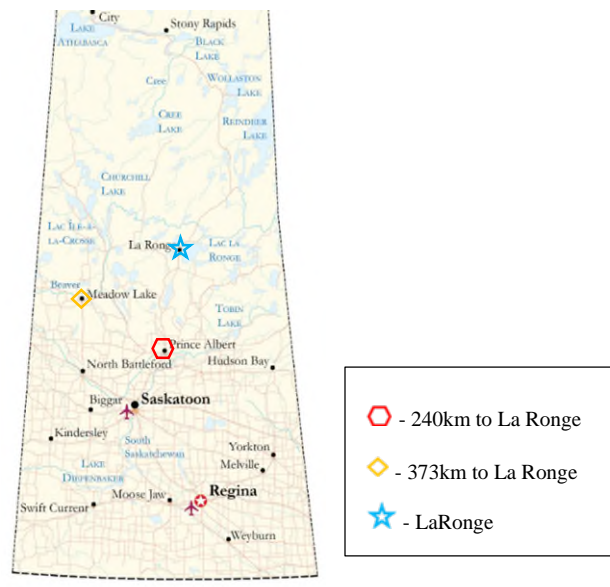 City
LAKE
ATHABASCA
Stony Rapids
BLACK
LAKE
Cree
WOLLASTON
LAKE
CREE
LAKE
REINDEER
LAKE
CHURCHILL
LAKE
LAC ÎLE-À-
LA-CROSSE
La Rong
LAC LA
RONGE
Beaver
Meadow Lake
TOBIN
LAKE
Prince Albert
North Battleford
Hudson Bay
Biggar
Saskatoon
Kindersley
South
Saskatchewan
Yorkton
Melville
LAKE
DIEFENBAKER
Moose Jaw
Regina
Swift Current
Weyburn
- 240km to La Ronge
- 373km to La Ronge
- LaRonge